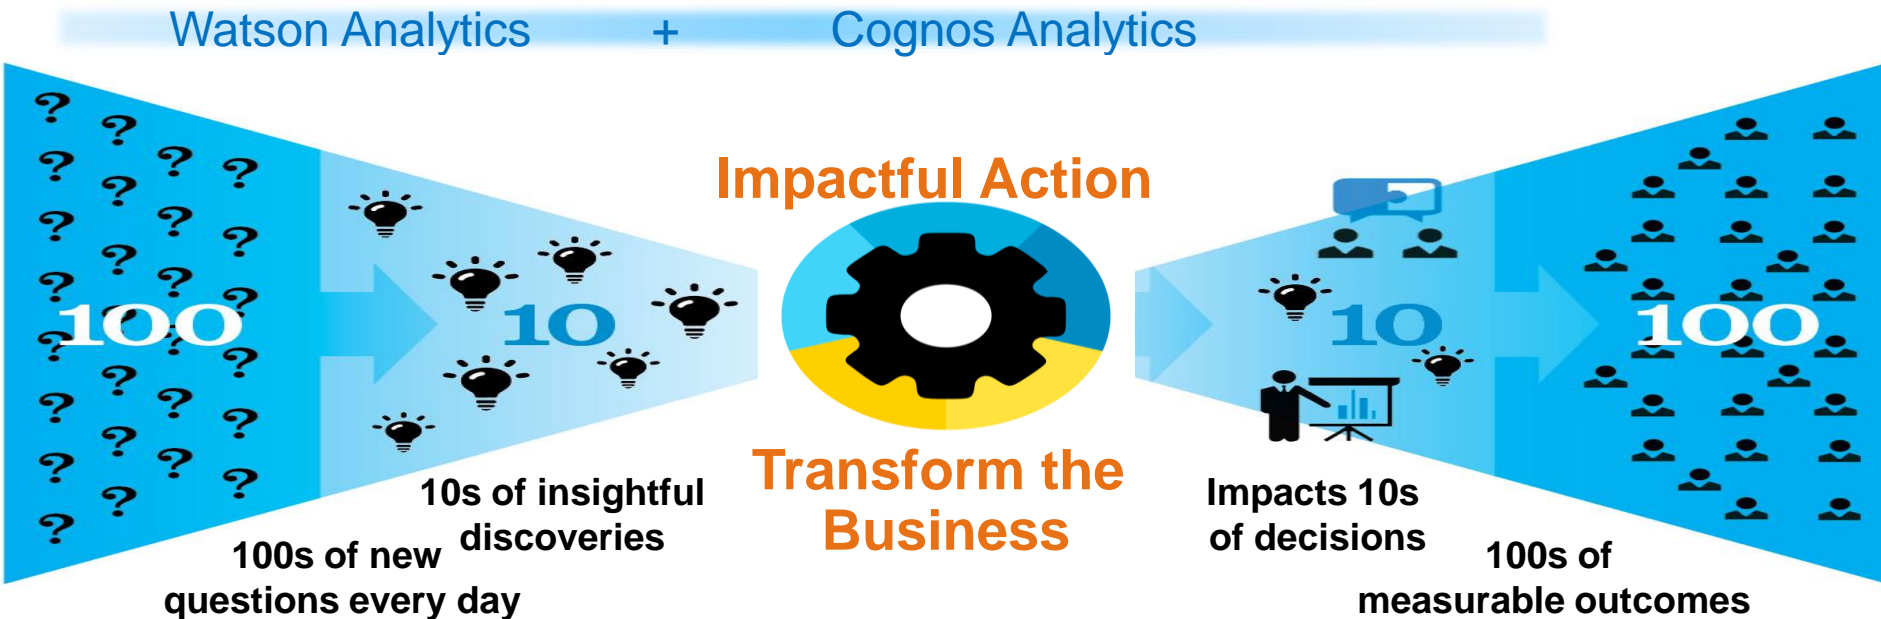 Watson Analytics + Cognos Analytics
Impactful Action
100
10
10
100
Transform the
Business
10s of insightful
discoveries
100s of new
questions every day
Impacts 10s
of decisions
100s of
measurable outcomes